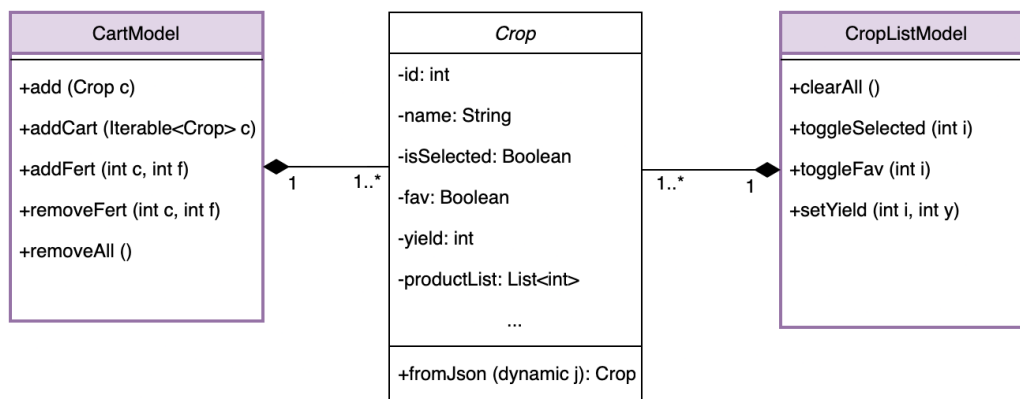 CartModel
+add (Crop c)
+addCart (Iterable<Crop> c)
+addFert (int c, int f)
+removeFert (int c, int f)
+removeAll ()
1
1..*
Crop
-id: int
-name: String
-isSelected: Boolean
-fav: Boolean
-yield: int
-productList: List<int>
...
+fromJson (dynamic j): Crop
1..*
1
CropListModel
+clearAll ()
+toggleSelected (int i)
+toggleFav (int i)
+setYield (int i, int y)